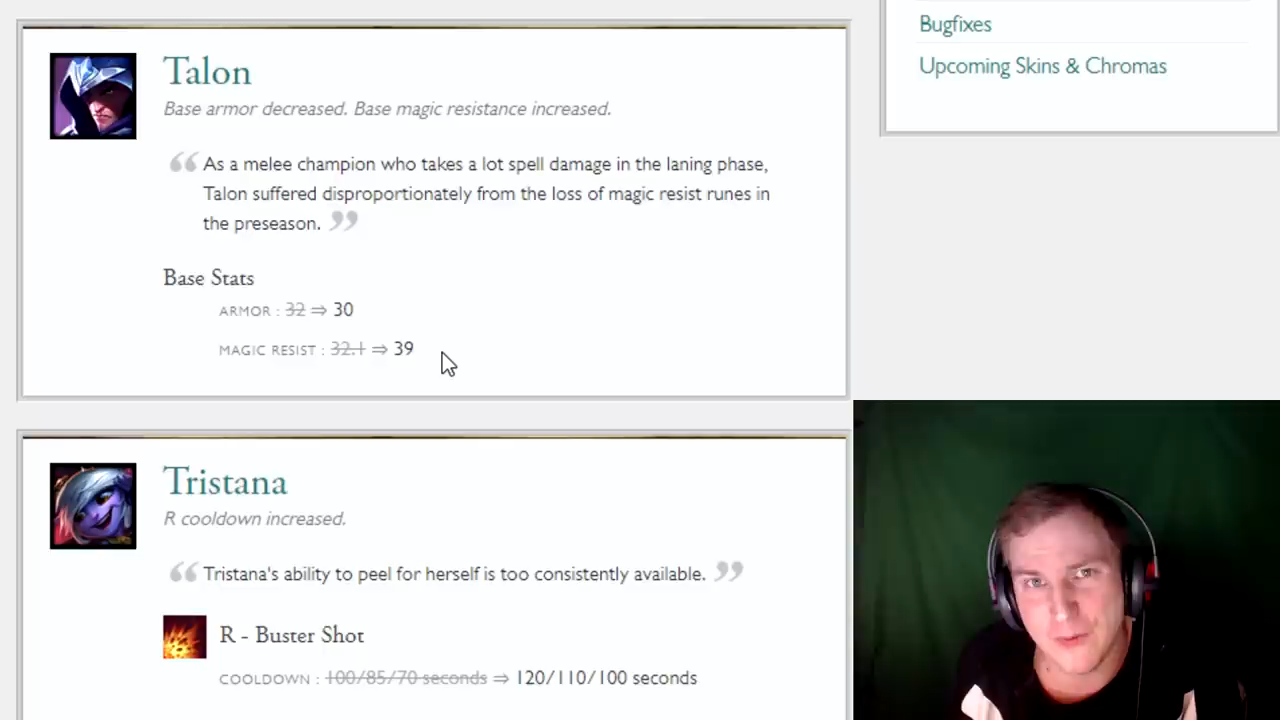 Bugfixes
Upcoming Skins & Chromas
Talon
Base armor decreased. Base magic resistance increased.
“ As a melee champion who takes a lot spell damage in the laning phase,
Talon suffered disproportionately from the loss of magic resist runes in
the preseason. ”
Base Stats
ARMOR : 32 ⇒ 30
MAGIC RESIST : 32.1 ⇒ 39
Tristana
R cooldown increased.
“ Tristana's ability to peel for herself is too consistently available. ”
R - Buster Shot
COOLDOWN : 100/85/70 seconds ⇒ 120/110/100 seconds